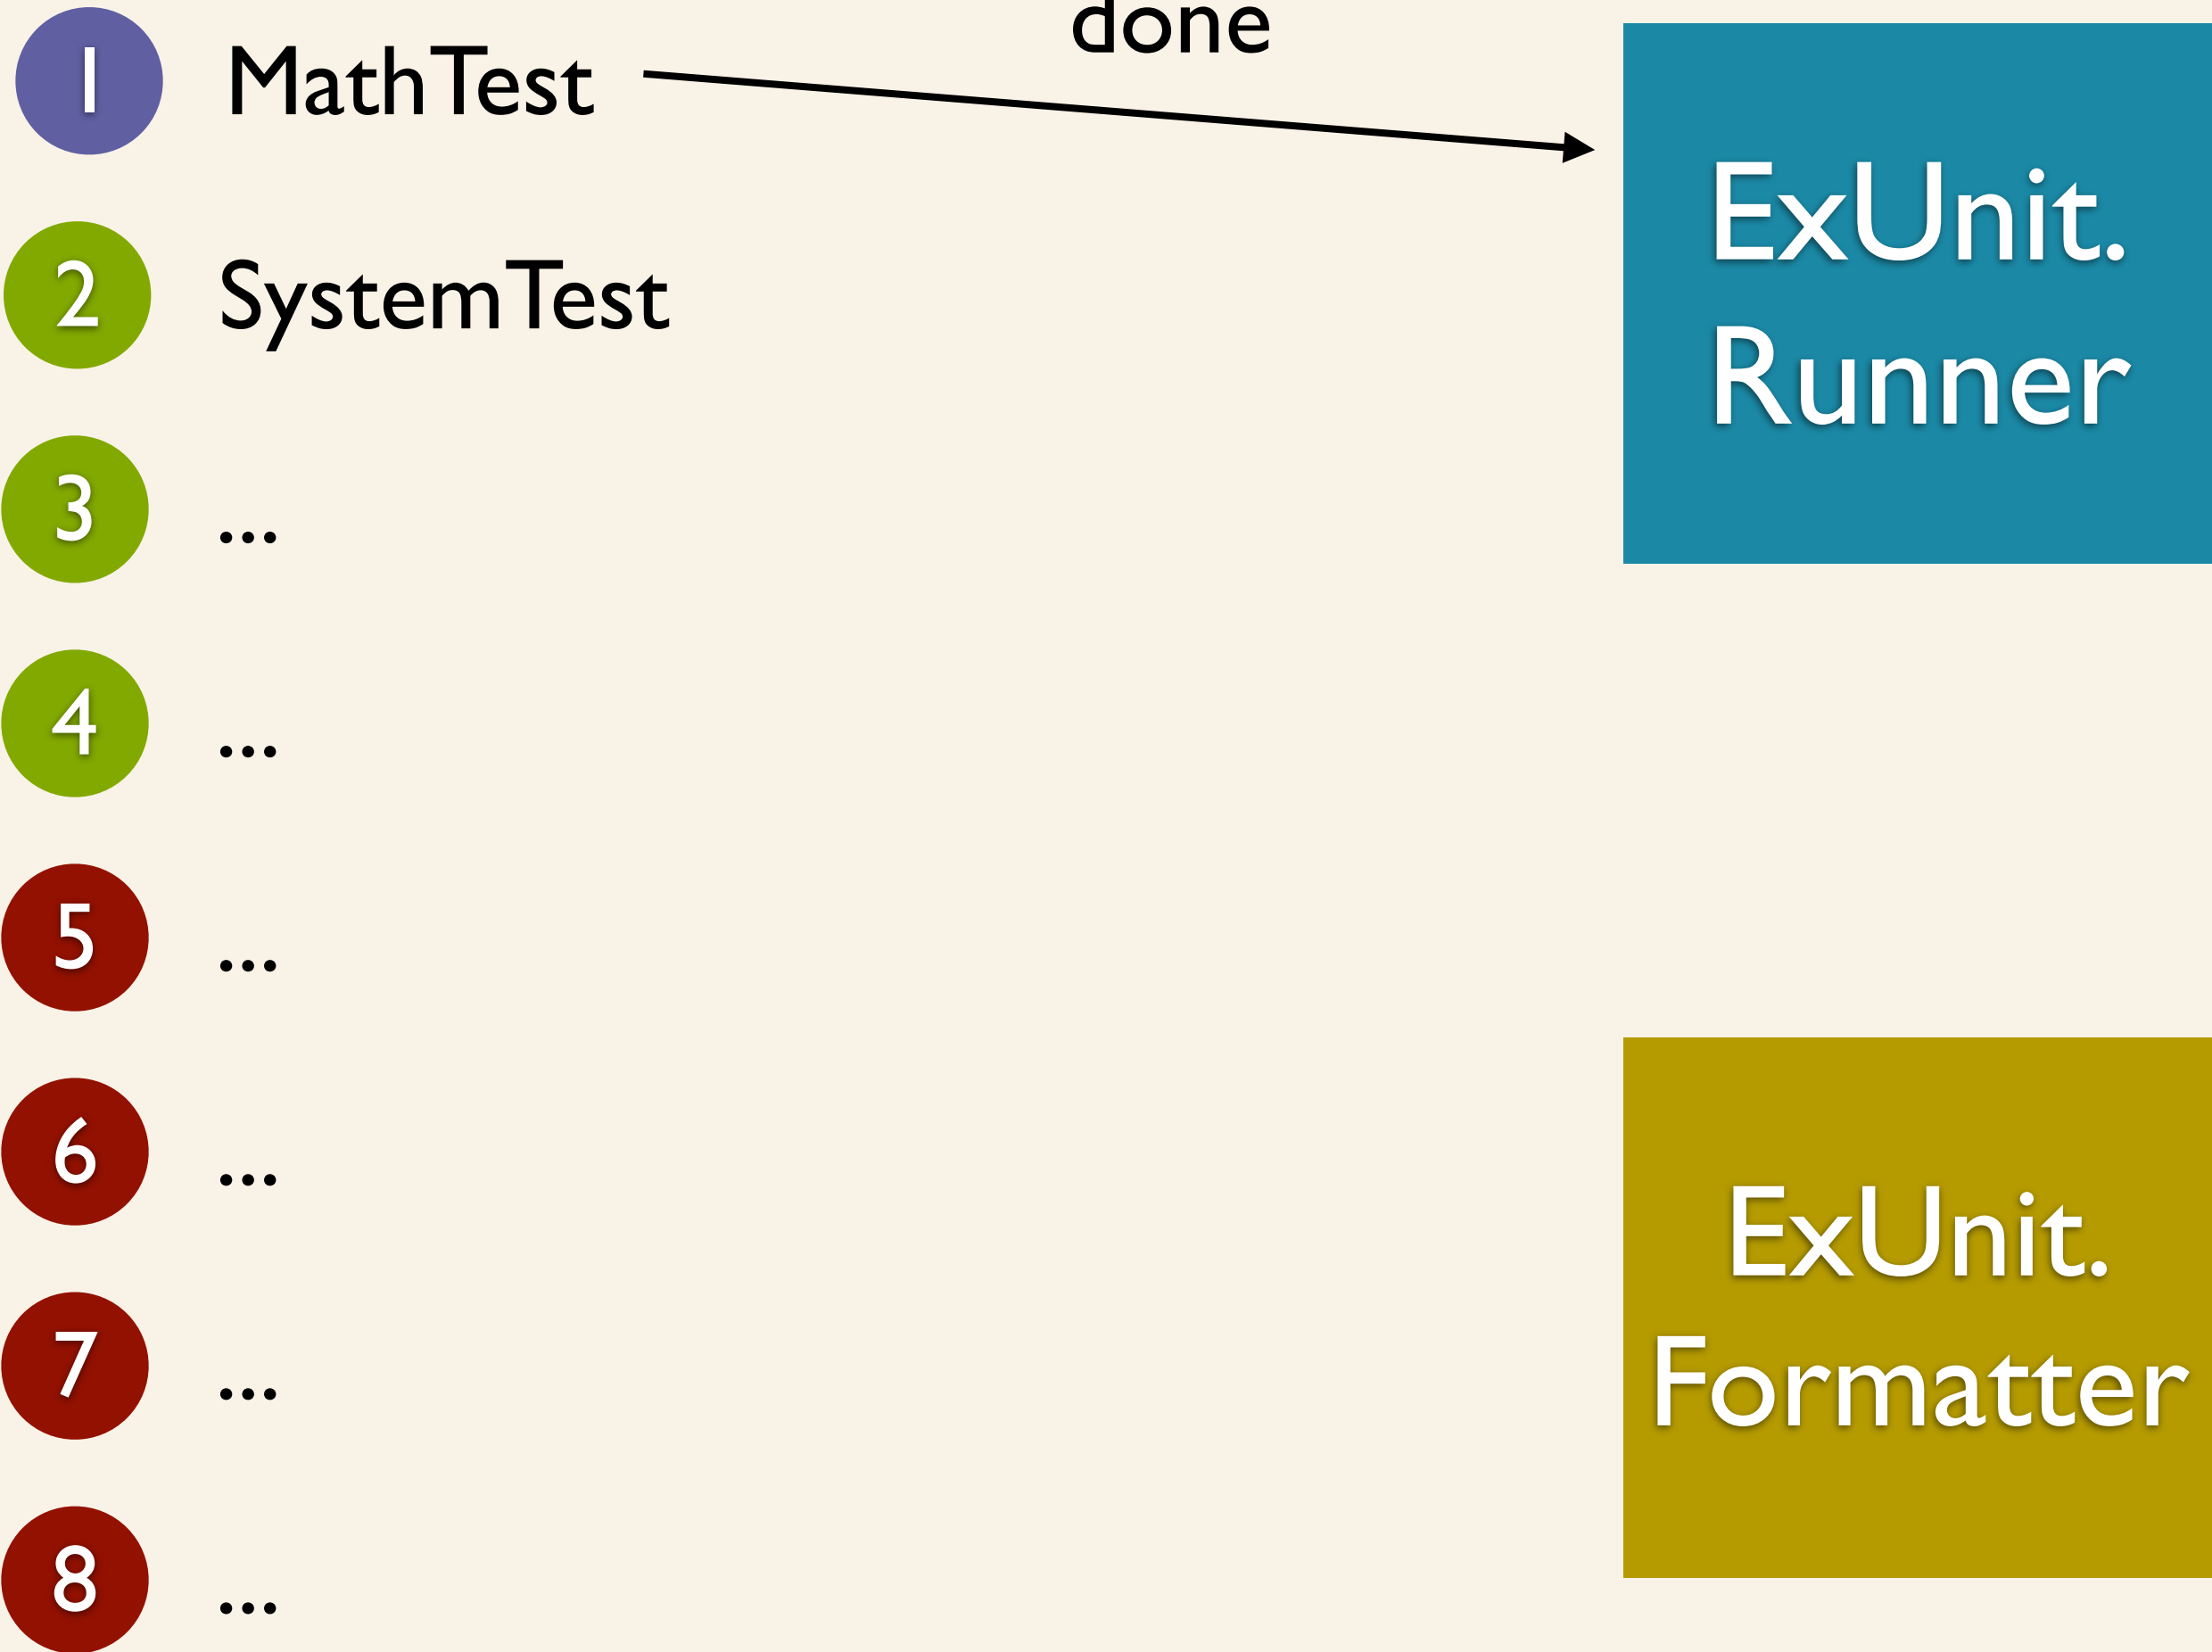 done
1 MathTest
2 SystemTest
3 ...
4 ...
5 ...
6 ...
7 ...
8 ...
ExUnit.
Runner
ExUnit.
Formatter